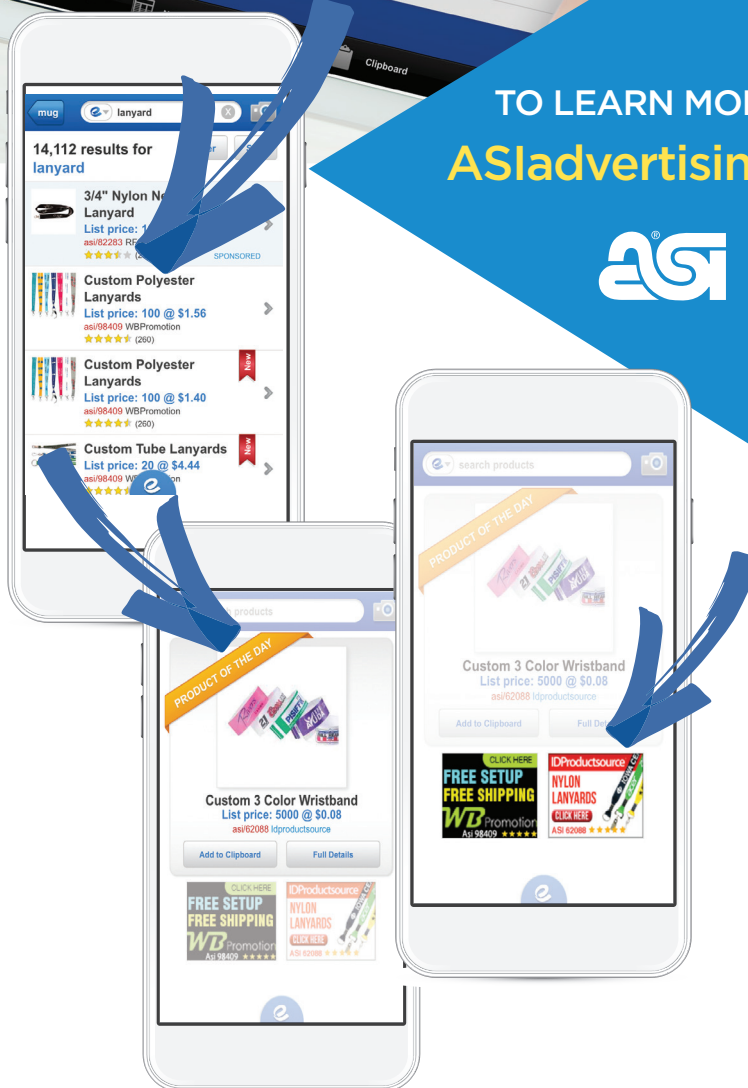 Clipboard
TO LEARN
ASIadvertising
asi
®
mug
lanyard
14,112 results for
lanyard
3/4" Nylon
Lanyard
List price:
asi/82283
SPONSORED
Custom Polyester
Lanyards
List price: 100 @ $1.56
asi/98409 WBPromotion
(260)
New
Custom Polyester
Lanyards
List price: 100 @ $1.40
asi/98409 WBPromotion
(260)
New
Custom Tube Lanyards
List price: 20 @ $4.44
asi/98409
e
products
PRODUCT OF THE DAY
Custom 3 Color Wristband
List price: 5000 @ $0.08
asi/62088 Idproductsource
Add to Clipboard
Full Details
CLICK HERE
FREE SETUP
FREE SHIPPING
WB Promotion
Asi 98409
IDProductsource
NYLON
LANYARDS
CLICK HERE
ASI 62088
IOWA
e
search products
PRODUCT OF THE DAY
Custom 3 Color Wristband
List price: 5000 @ $0.08
asi/62088 Idproductsource
Add to Clipboard
Full
CLICK HERE
FREE SETUP
FREE SHIPPING
WB Promotion
Asi 98409
IDProductsource
NYLON
LANYARDS
CLICK HERE
ASI 62088
IOWA
e